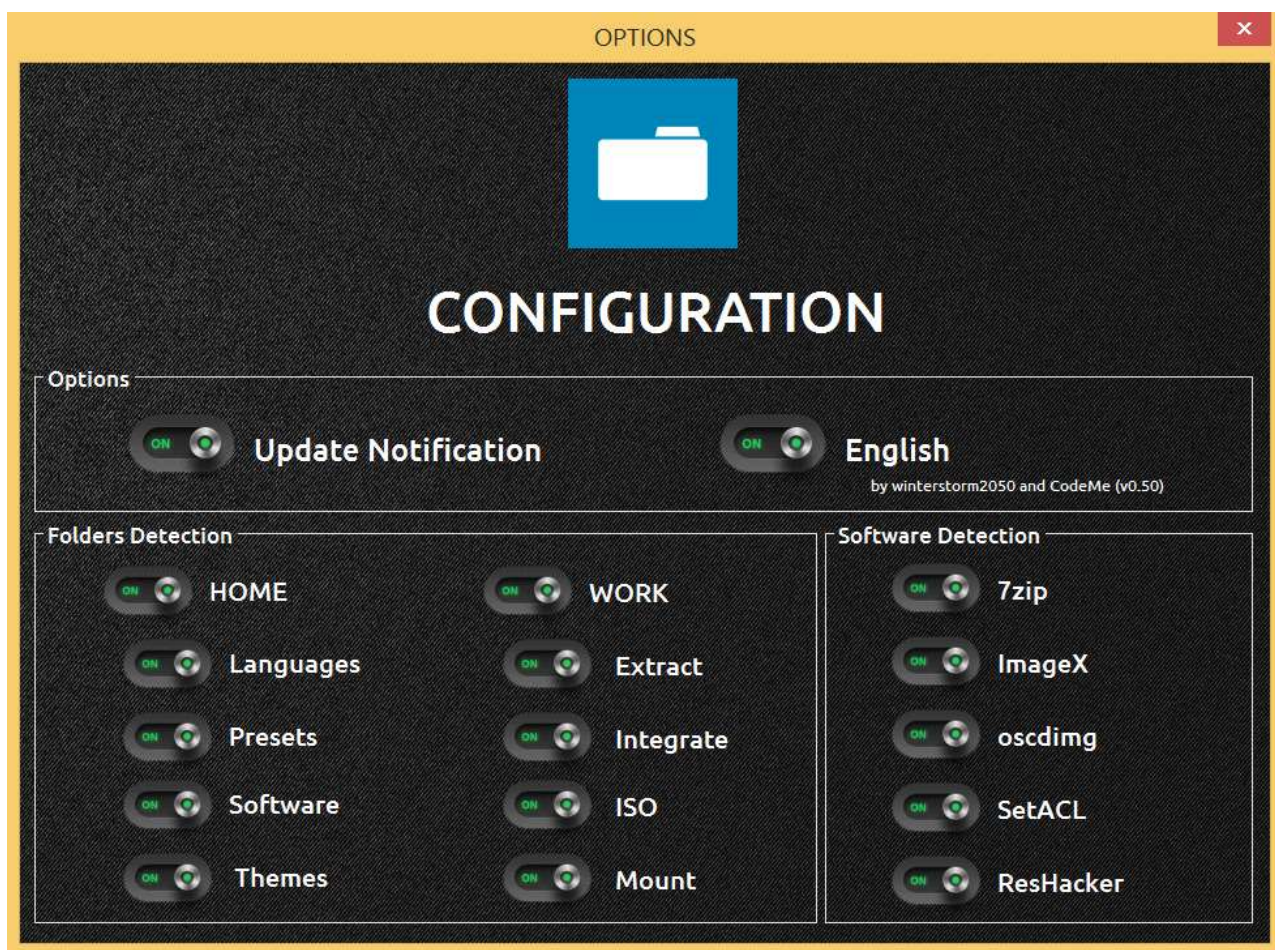 OPTIONS
CONFIGURATION
Options
ON Update Notification
ON English
by winterstorm2050 and CodeMe (v0.50)
Folders Detection
ON HOME
ON WORK
ON Languages
ON Extract
ON Presets
ON Integrate
ON Software
ON ISO
ON Themes
ON Mount
Software Detection
ON 7zip
ON ImageX
ON oscdimg
ON SetACL
ON ResHacker